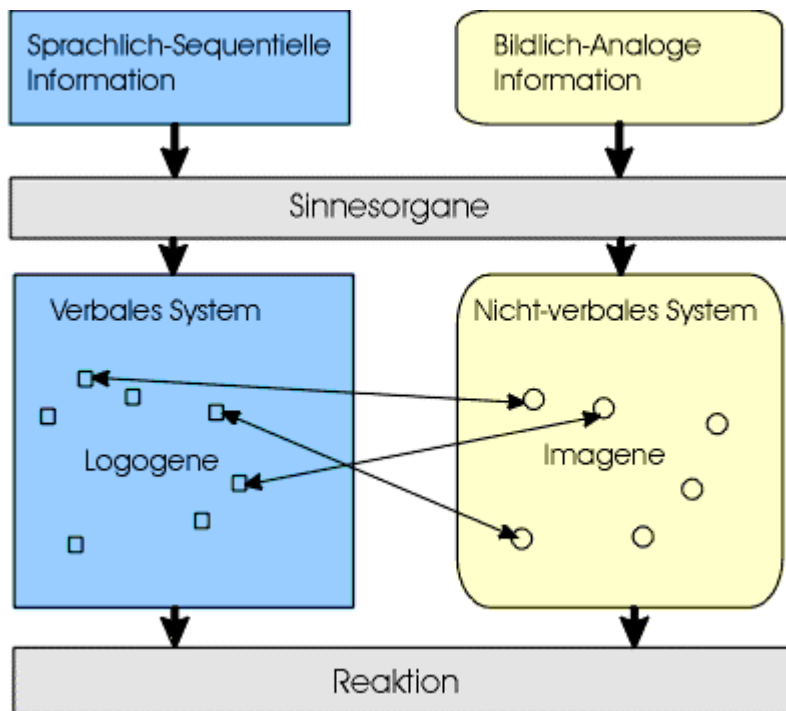 Sprachlich-Sequentielle
Information
Bildlich-Analoge
Information
Sinnesorgane
Verbales System
Nicht-verbales System
Logogene
Imagene
Reaktion